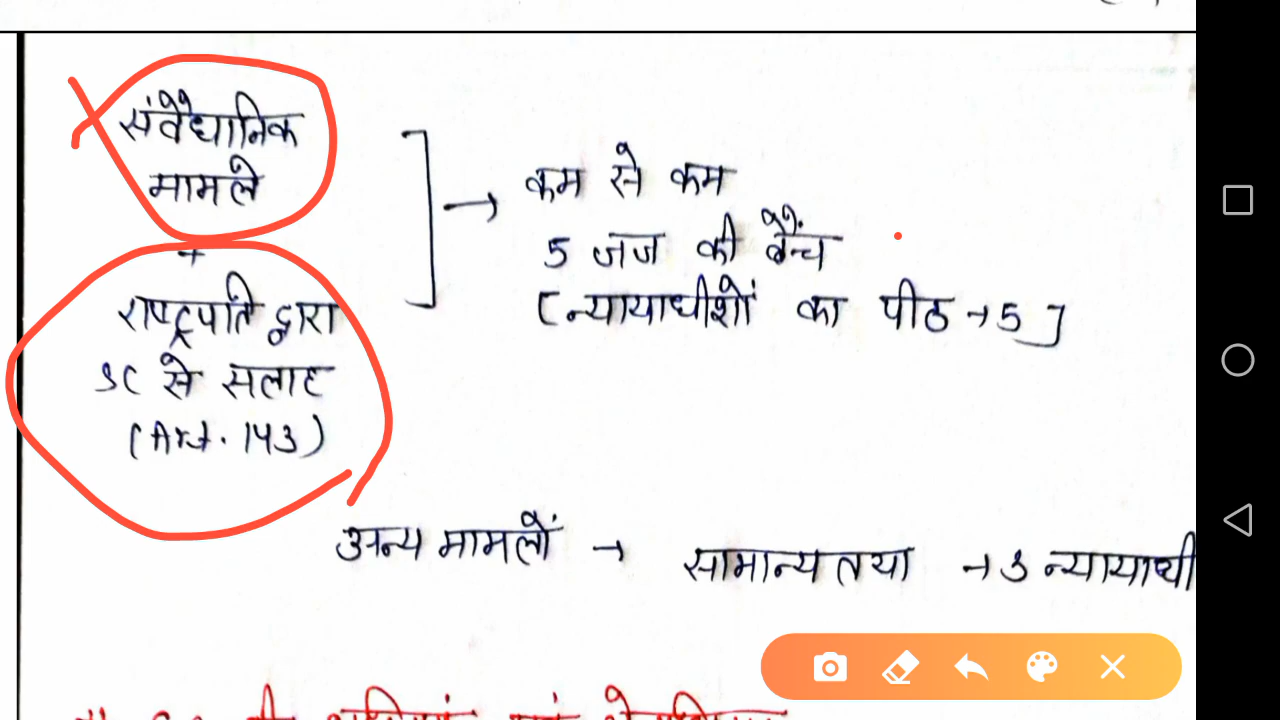 संवैधानिक
मामले
+
राष्ट्रपति द्वारा
SC से सलाह
(Art. 143)
→ कम से कम
5 जज की बैंच
[न्यायाधीशों का पीठ → 5]
अन्य मामलों → सामान्यतया → 3 न्यायाधी